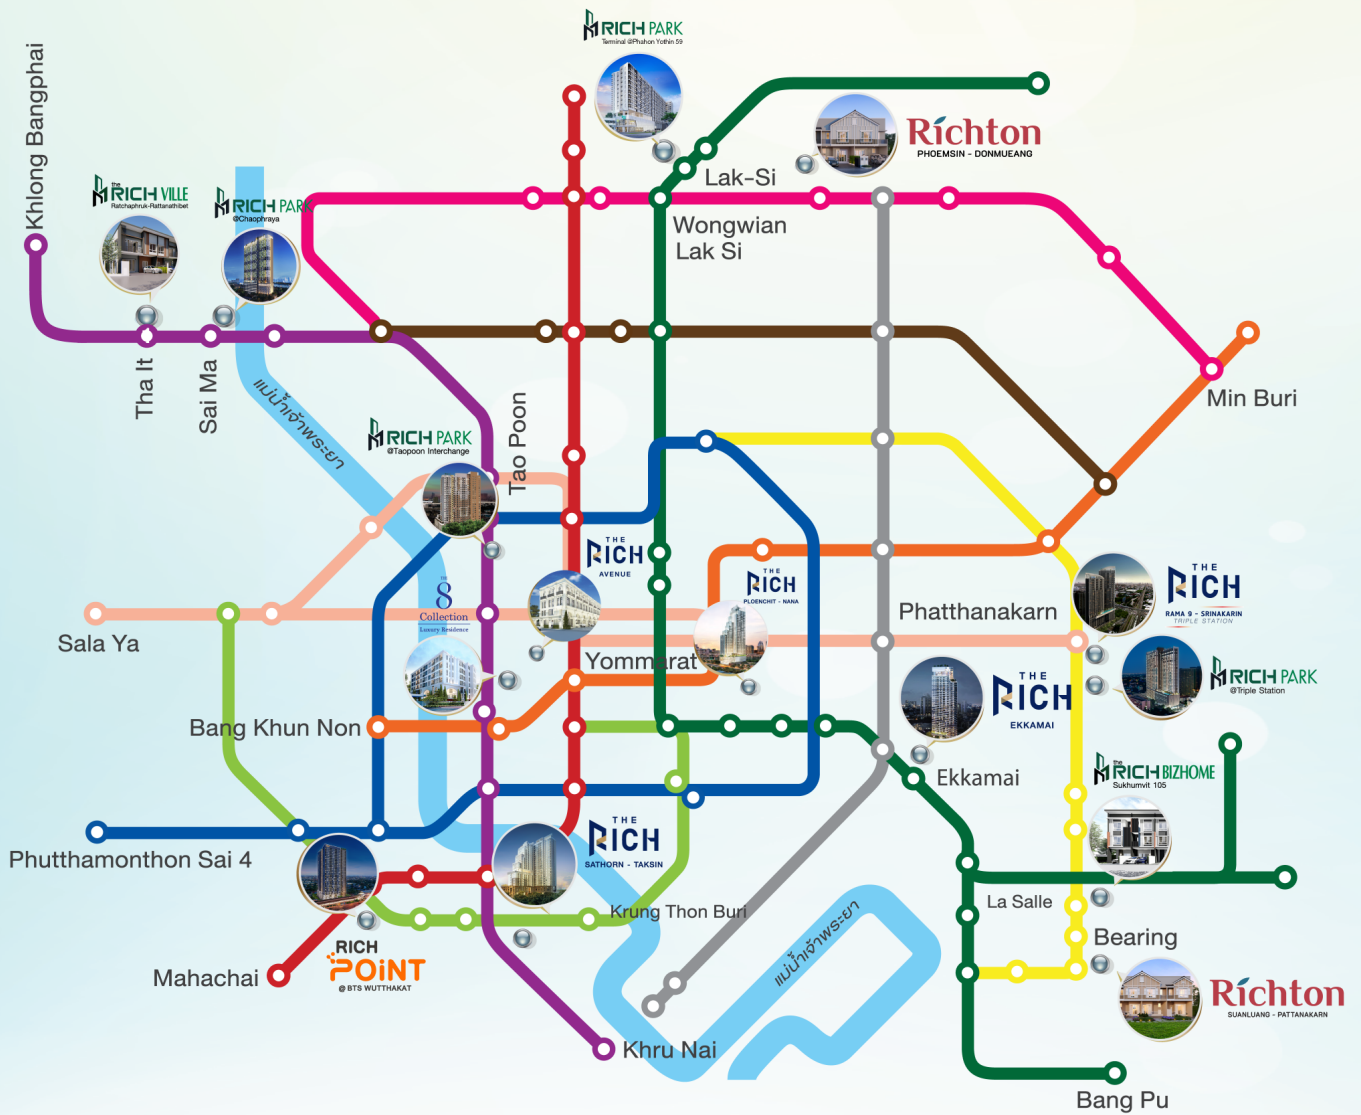 RICH PARK
Terminal @Phahon Yothin 59
Richton
PHOEMSIN - DONMUEANG
Khlong Bangphai
the
RICH VILLE
Ratchaphruk-Rattanathibet
RICH PARK
@Chaophraya
Lak-Si
Wongwian
Lak Si
Tha It
Sai Ma
แม่น้ำเจ้าพระยา
Min Buri
RICH PARK
@Taopoon Interchange
Tao Poon
THE
RICH
AVENUE
THE
RICH
PLOENCHIT - NANA
THE
8
Collection
Luxury Residence
THE
RICH
RAMA 9 - SRINAKARIN
TRIPLE STATION
Phatthanakarn
Sala Ya
Yommarat
RICH PARK
@Triple Station
THE
RICH
EKKAMAI
Bang Khun Non
Ekkamai
the
RICH BIZHOME
Sukhumvit 105
THE
RICH
SATHORN - TAKSIN
Phutthamonthon Sai 4
La Salle
Krung Thon Buri
Bearing
แม่น้ำเจ้าพระยา
RICH
POiNT
@ BTS WUTTHAKAT
Mahachai
Richton
SUANLUANG - PATTANAKARN
Khru Nai
Bang Pu